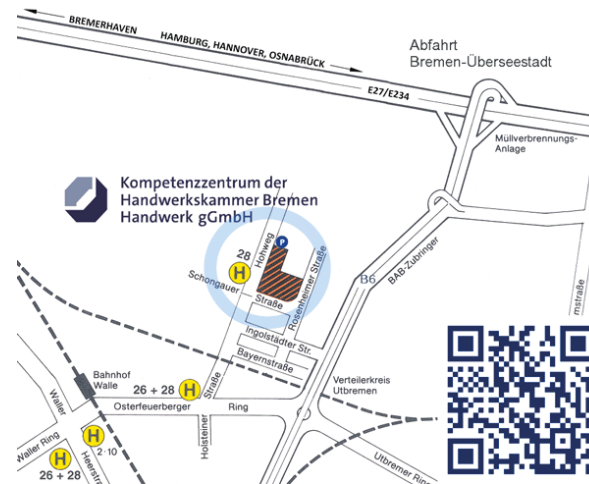 BREMERHAVEN
HAMBURG, HANNOVER, OSNABRÜCK
Abfahrt
Bremen-Überseestadt
E27/E234
Müllverbrennungs-
Anlage
Kompetenzzentrum der
Handwerkskammer Bremen
Handwerk gGmbH
P
28
H
Hohweg
Schongauer
Straße
Rosenheimer Straße
B6
BAB-Zubringer
Ingolstädter Str.
Bayernstraße
Bahnhof
Walle
26 + 28
H
Straße
Holsteiner
Verteilerkreis
Utbremen
Waller
Osterfeuerberger
Ring
H
2·10
Heerstr
Waller Ring
H
26 + 28
Utbremer Ring